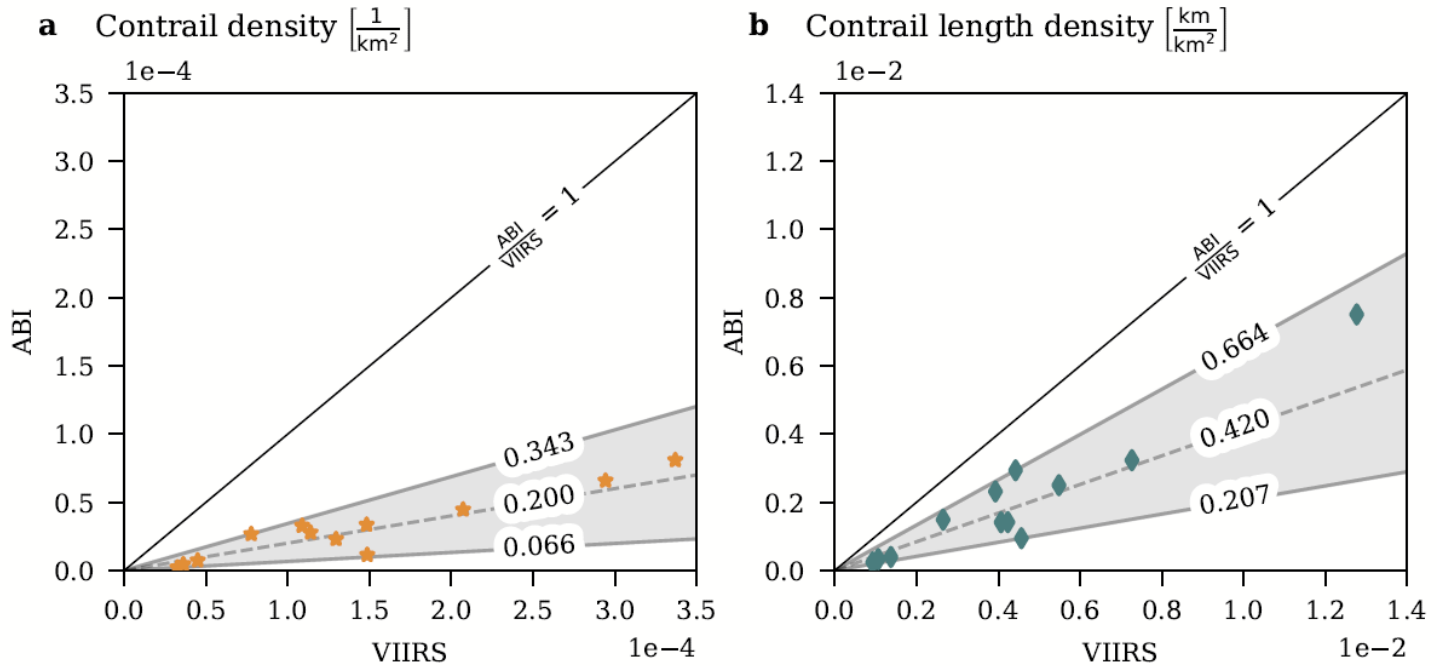 a Contrail density [1/km²]
1e−4
3.5
3.0
2.5
2.0
1.5
1.0
0.5
0.0
ABI
ABI/VIIRS = 1
0.343
0.200
0.066
0.0 0.5 1.0 1.5 2.0 2.5 3.0 3.5
VIIRS
1e−4
b Contrail length density [km/km²]
1e−2
1.4
1.2
1.0
0.8
0.6
0.4
0.2
0.0
ABI
ABI/VIIRS = 1
0.664
0.420
0.207
0.0 0.2 0.4 0.6 0.8 1.0 1.2 1.4
VIIRS
1e−2